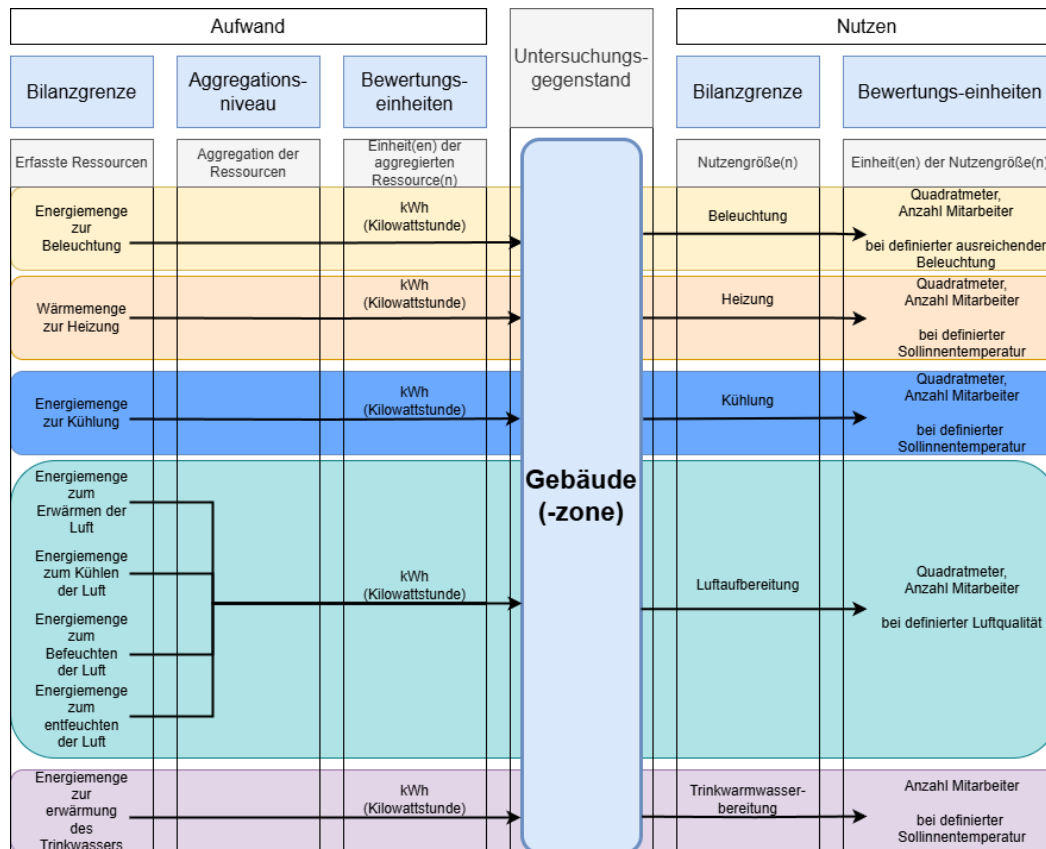 Aufwand
Untersuchungs-
gegenstand
Nutzen
Bilanzgrenze
Aggregations-
niveau
Bewertungs-
einheiten
Bilanzgrenze
Bewertungs-einheiten
Erfasste Ressourcen
Aggregation der
Ressourcen
Einheit(en) der
aggregierten
Ressource(n)
Nutzengröße(n)
Einheit(en) der Nutzengröße(n)
Energiemenge
zur
Beleuchtung
kWh
(Kilowattstunde)
Beleuchtung
Quadratmeter,
Anzahl Mitarbeiter
bei definierter ausreichender
Beleuchtung
Wärmemenge
zur Heizung
kWh
(Kilowattstunde)
Heizung
Quadratmeter,
Anzahl Mitarbeiter
bei definierter
Sollinnentemperatur
Energiemenge
zur Kühlung
kWh
(Kilowattstunde)
Kühlung
Quadratmeter,
Anzahl Mitarbeiter
bei definierter
Sollinnentemperatur
Gebäude
(-zone)
Energiemenge
zum
Erwärmen der
Luft
Energiemenge
zum Kühlen
der Luft
Energiemenge
zum
Befeuchten
der Luft
Energiemenge
zum
entfeuchten
der Luft
kWh
(Kilowattstunde)
Luftaufbereitung
Quadratmeter,
Anzahl Mitarbeiter
bei definierter Luftqualität
Energiemenge
zur
erwärmung
des
Trinkwassers
kWh
(Kilowattstunde)
Trinkwarmwasser-
bereitung
Anzahl Mitarbeiter
bei definierter
Sollinnentemperatur